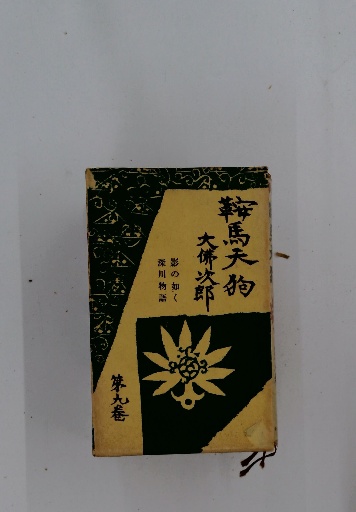 鞍馬天狗
大佛次郎
影の如く
深川物語
第九巻